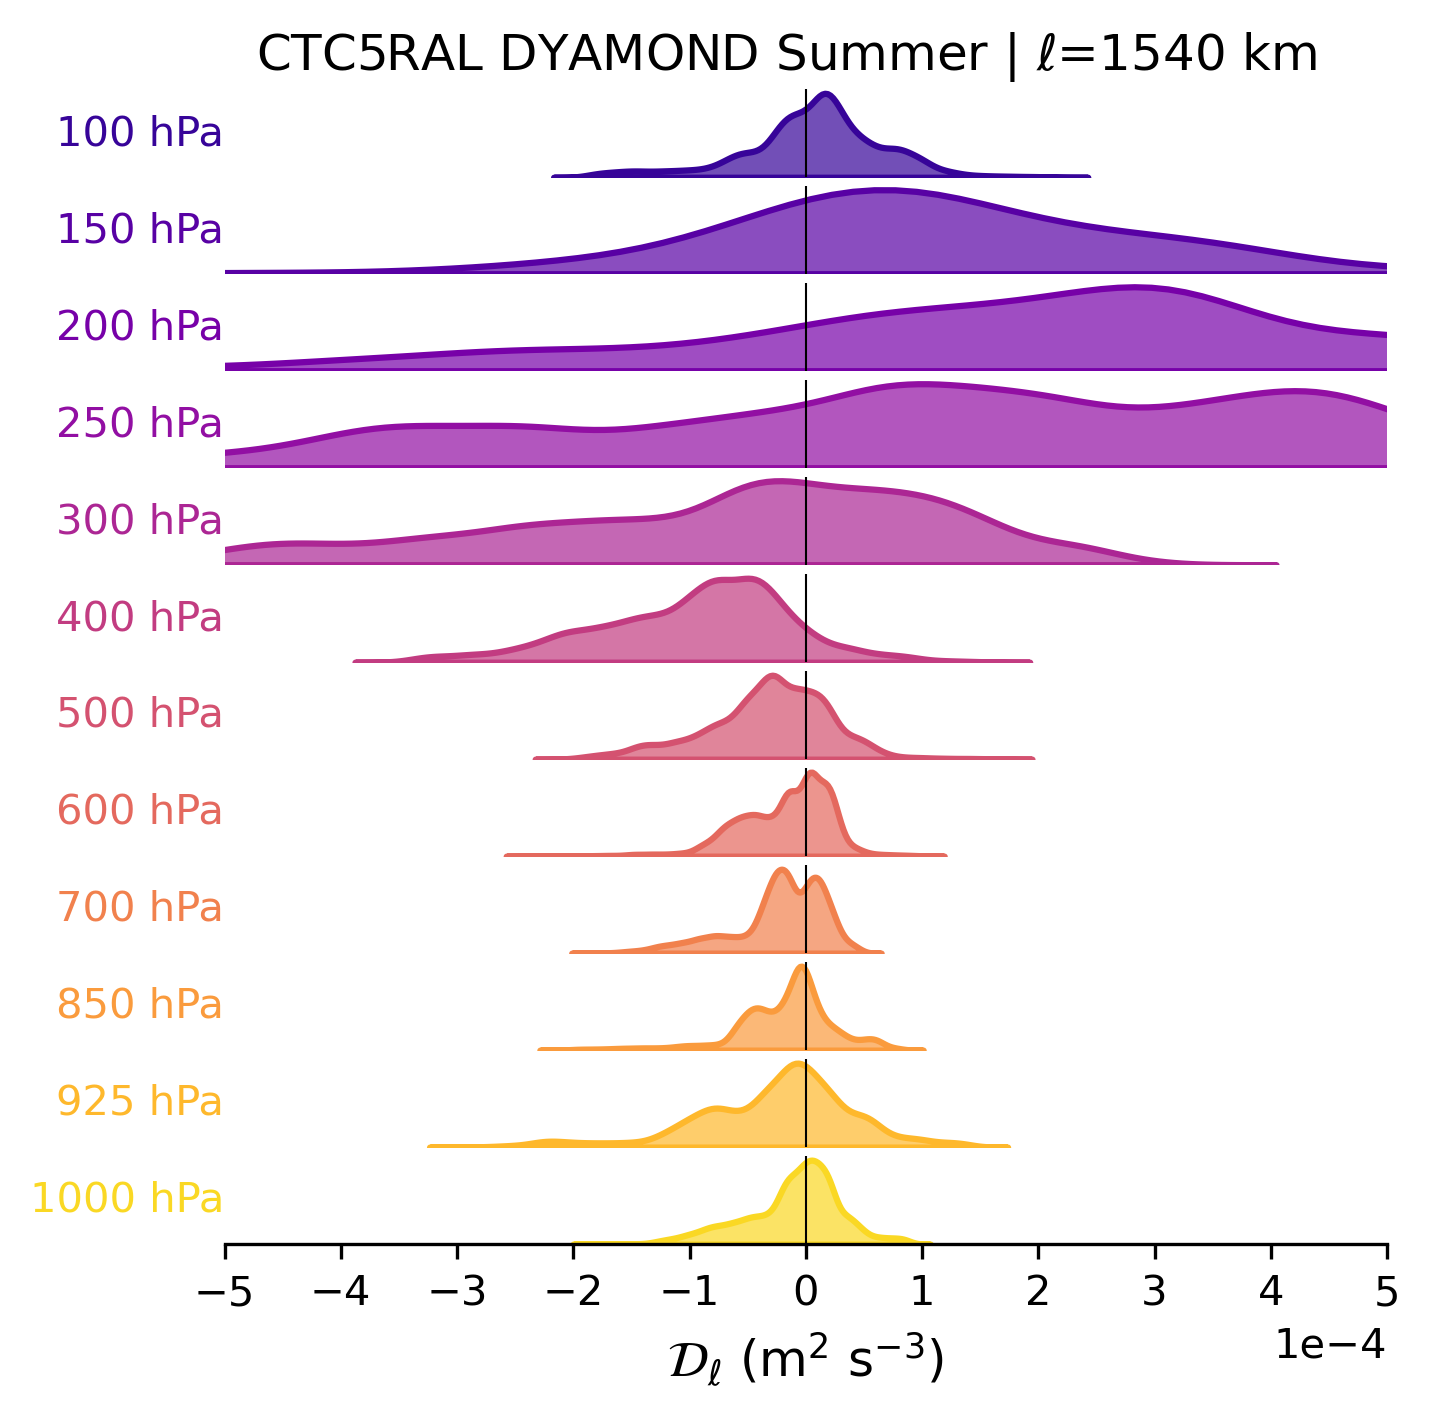 CTC5RAL DYAMOND Summer | ℓ=1540 km
100 hPa
150 hPa
200 hPa
250 hPa
300 hPa
400 hPa
500 hPa
600 hPa
700 hPa
850 hPa
925 hPa
1000 hPa
−5 −4 −3 −2 −1 0 1 2 3 4 5
1e−4
𝒟ℓ (m² s⁻³)